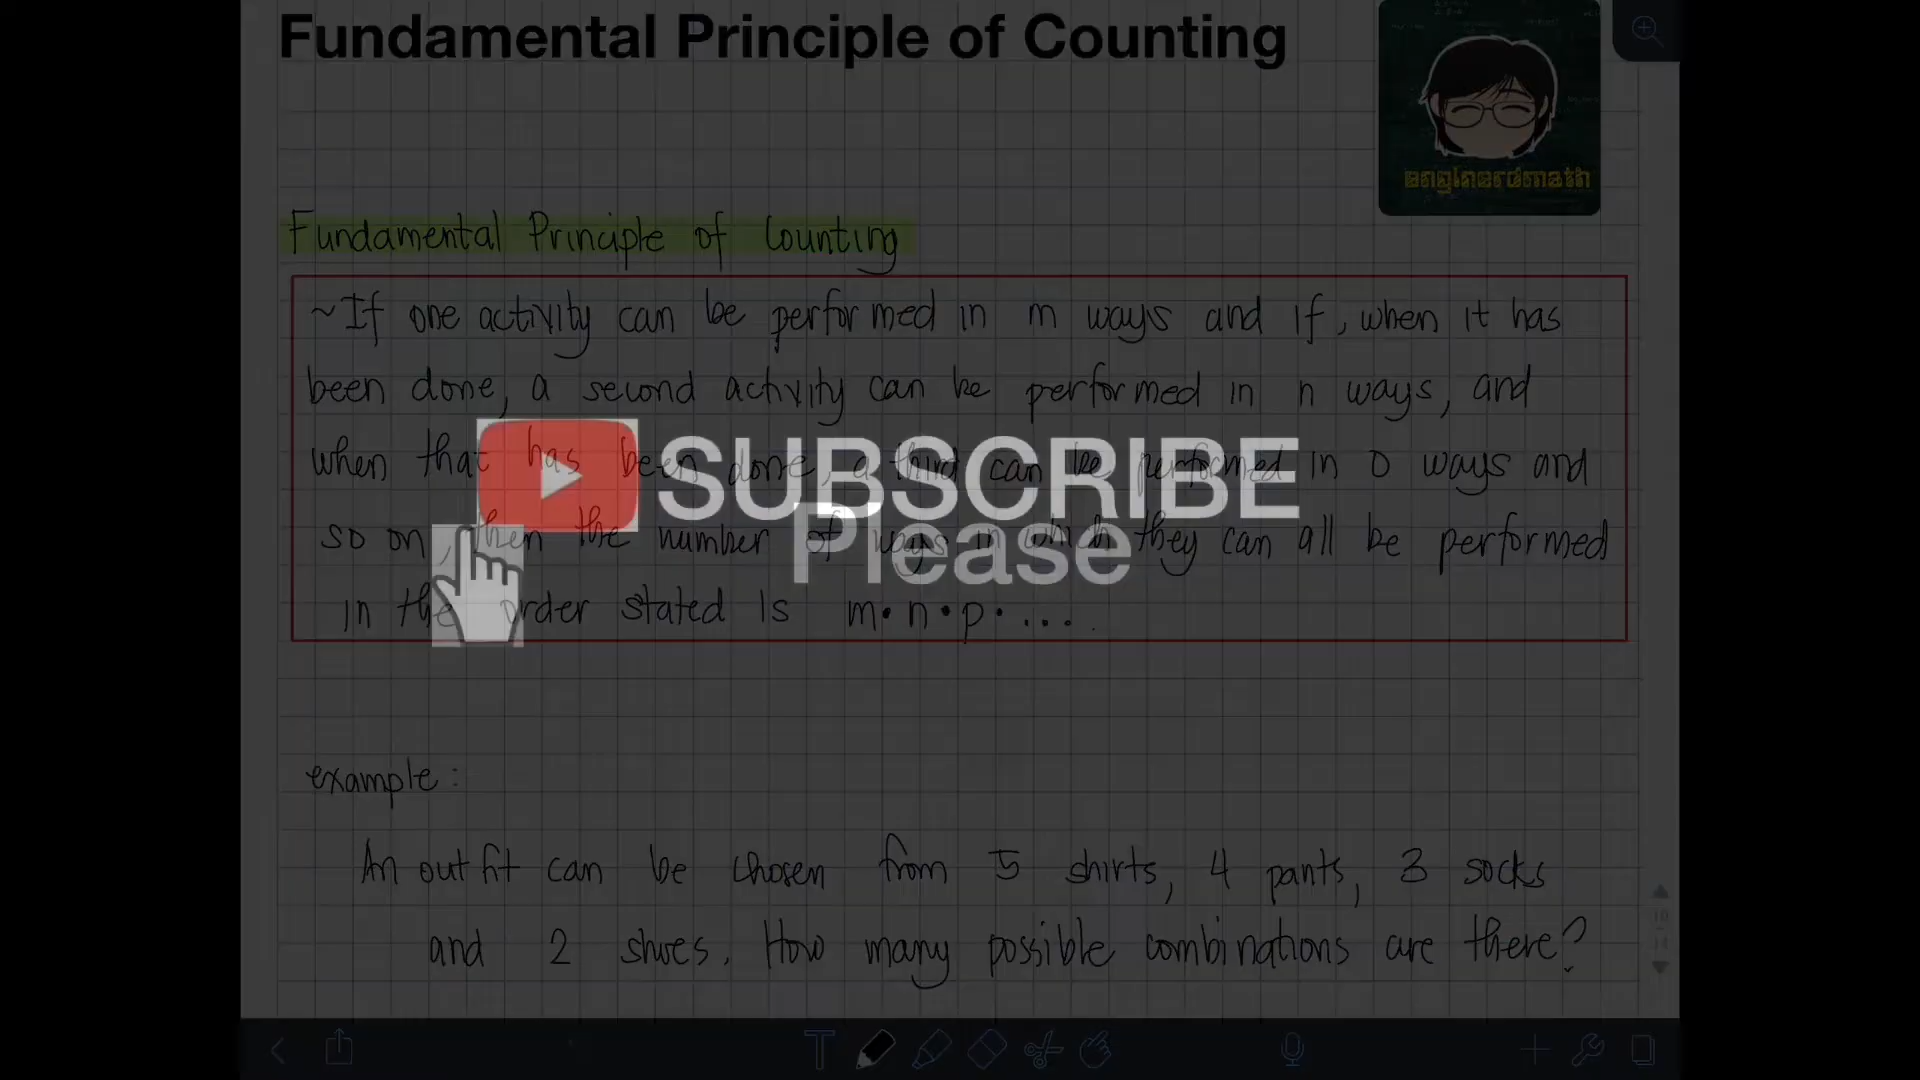 Fundamental Principle of Counting
enginerdmath
Fundamental Principle of Counting
~If one activity can be performed in m ways and if, when it has
been done, a second activity can be performed in n ways, and
when that has been done, a third can be performed in O ways and
SUBSCRIBE
so on, then the number of ways in which they can all be performed
Please
in the order stated is m·n·p·....
example:
An outfit can be chosen from 5 shirts, 4 pants, 3 socks
and 2 shoes. How many possible combinations are there?